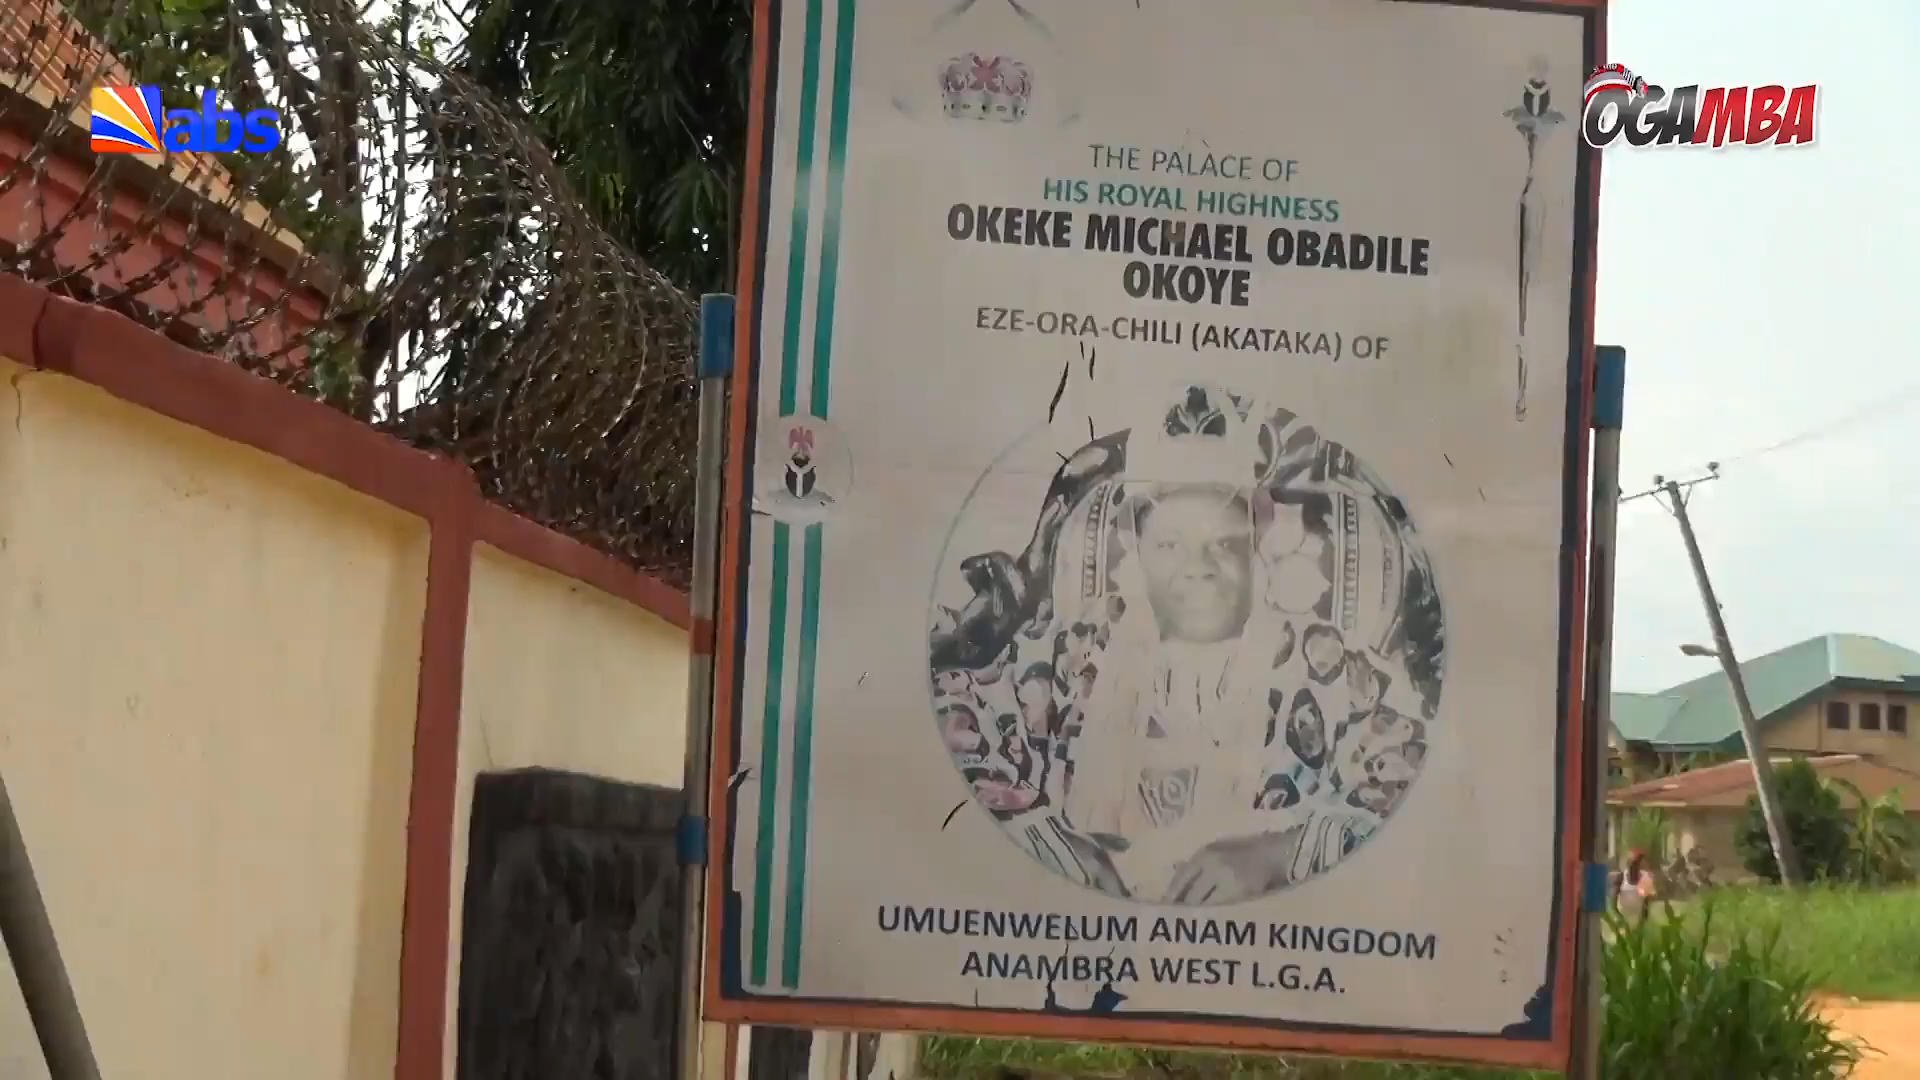 abs
OGAMBA
THE PALACE OF
HIS ROYAL HIGHNESS
OKEKE MICHAEL OBADILE
OKOYE
EZE-ORA-CHILI (AKATAKA) OF
UMUENWELUM ANAM KINGDOM
ANAMBRA WEST L.G.A.